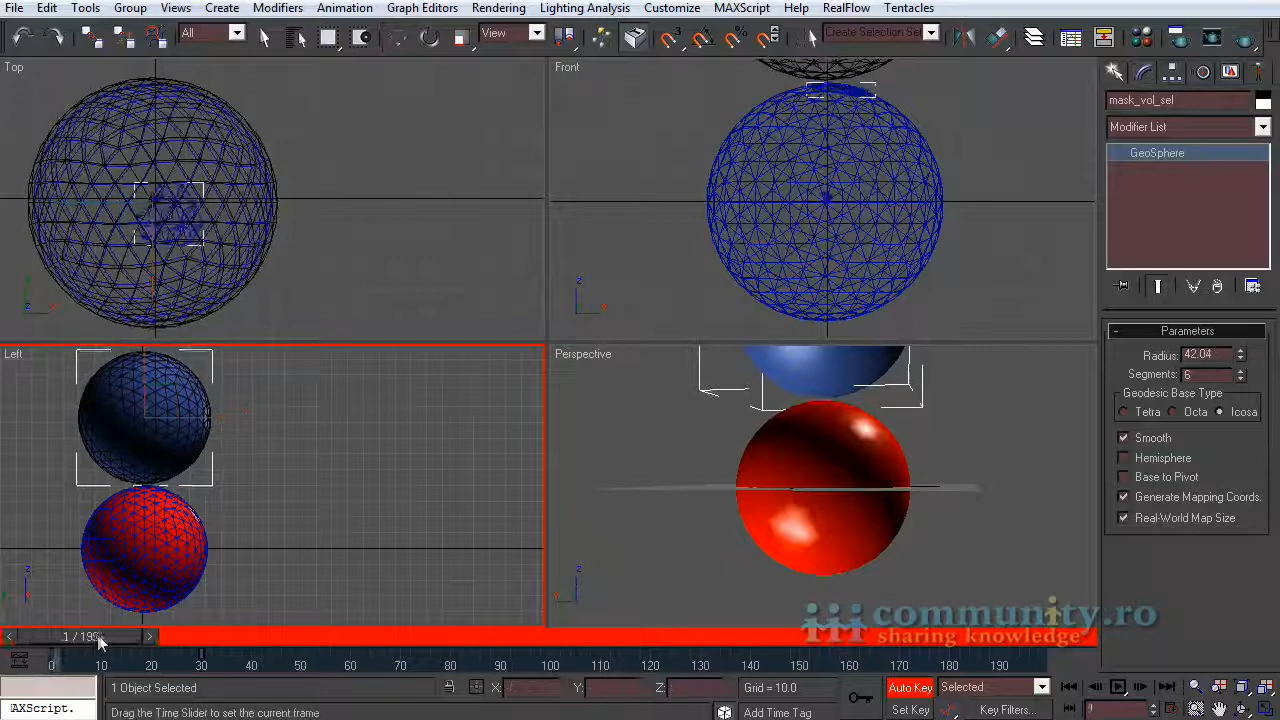 File Edit Tools Group Views Create Modifiers Animation Graph Editors Rendering Lighting Analysis Customize MAXScript Help RealFlow Tentacles
All View Create Selection Set
Top
Front
mask_vol_sel
Modifier List
GeoSphere
Parameters
Radius: 42.04
Segments: 6
Geodesic Base Type
Tetra Octa Icosa
Smooth
Hemisphere
Base to Pivot
Generate Mapping Coords.
Real-World Map Size
Left
Perspective
community.ro
sharing knowledge
0 10 20 30 40 50 60 70 80 90 100 110 120 130 140 150 160 170 180 190
1 Object Selected X: Y: Z: Grid = 10.0 Auto Key Selected
AXScript. Drag the Time Slider to set the current frame Add Time Tag Set Key Key Filters...